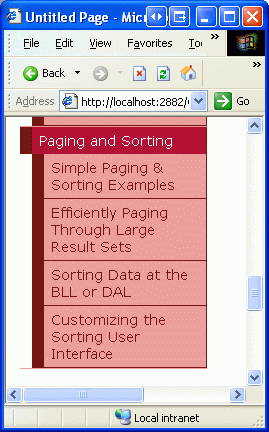 Untitled Page - Mic
File Edit View Favorites
Back
Address http://localhost:2882/ Go
Paging and Sorting
Simple Paging &
Sorting Examples
Efficiently Paging
Through Large
Result Sets
Sorting Data at the
BLL or DAL
Customizing the
Sorting User
Interface
Local intranet